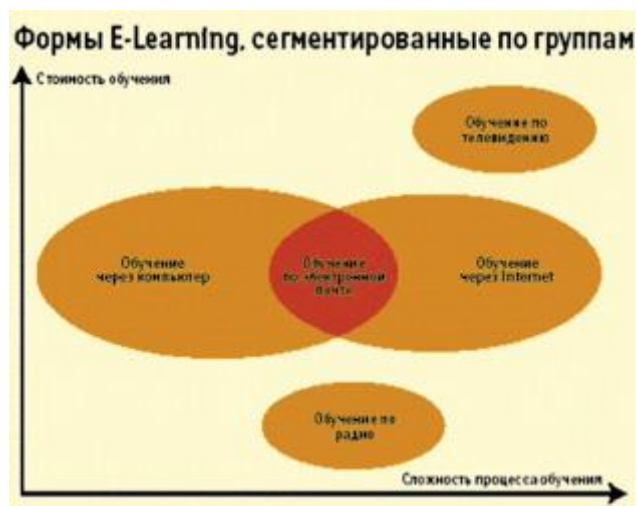 Формы E-Learning, сегментированные по группам
Стоимость обучения
Обучение по
телевидению
Обучение
через компьютер
Обучение
по электронной
почте
Обучение
через Internet
Обучение по
радио
Сложность процесса обучения